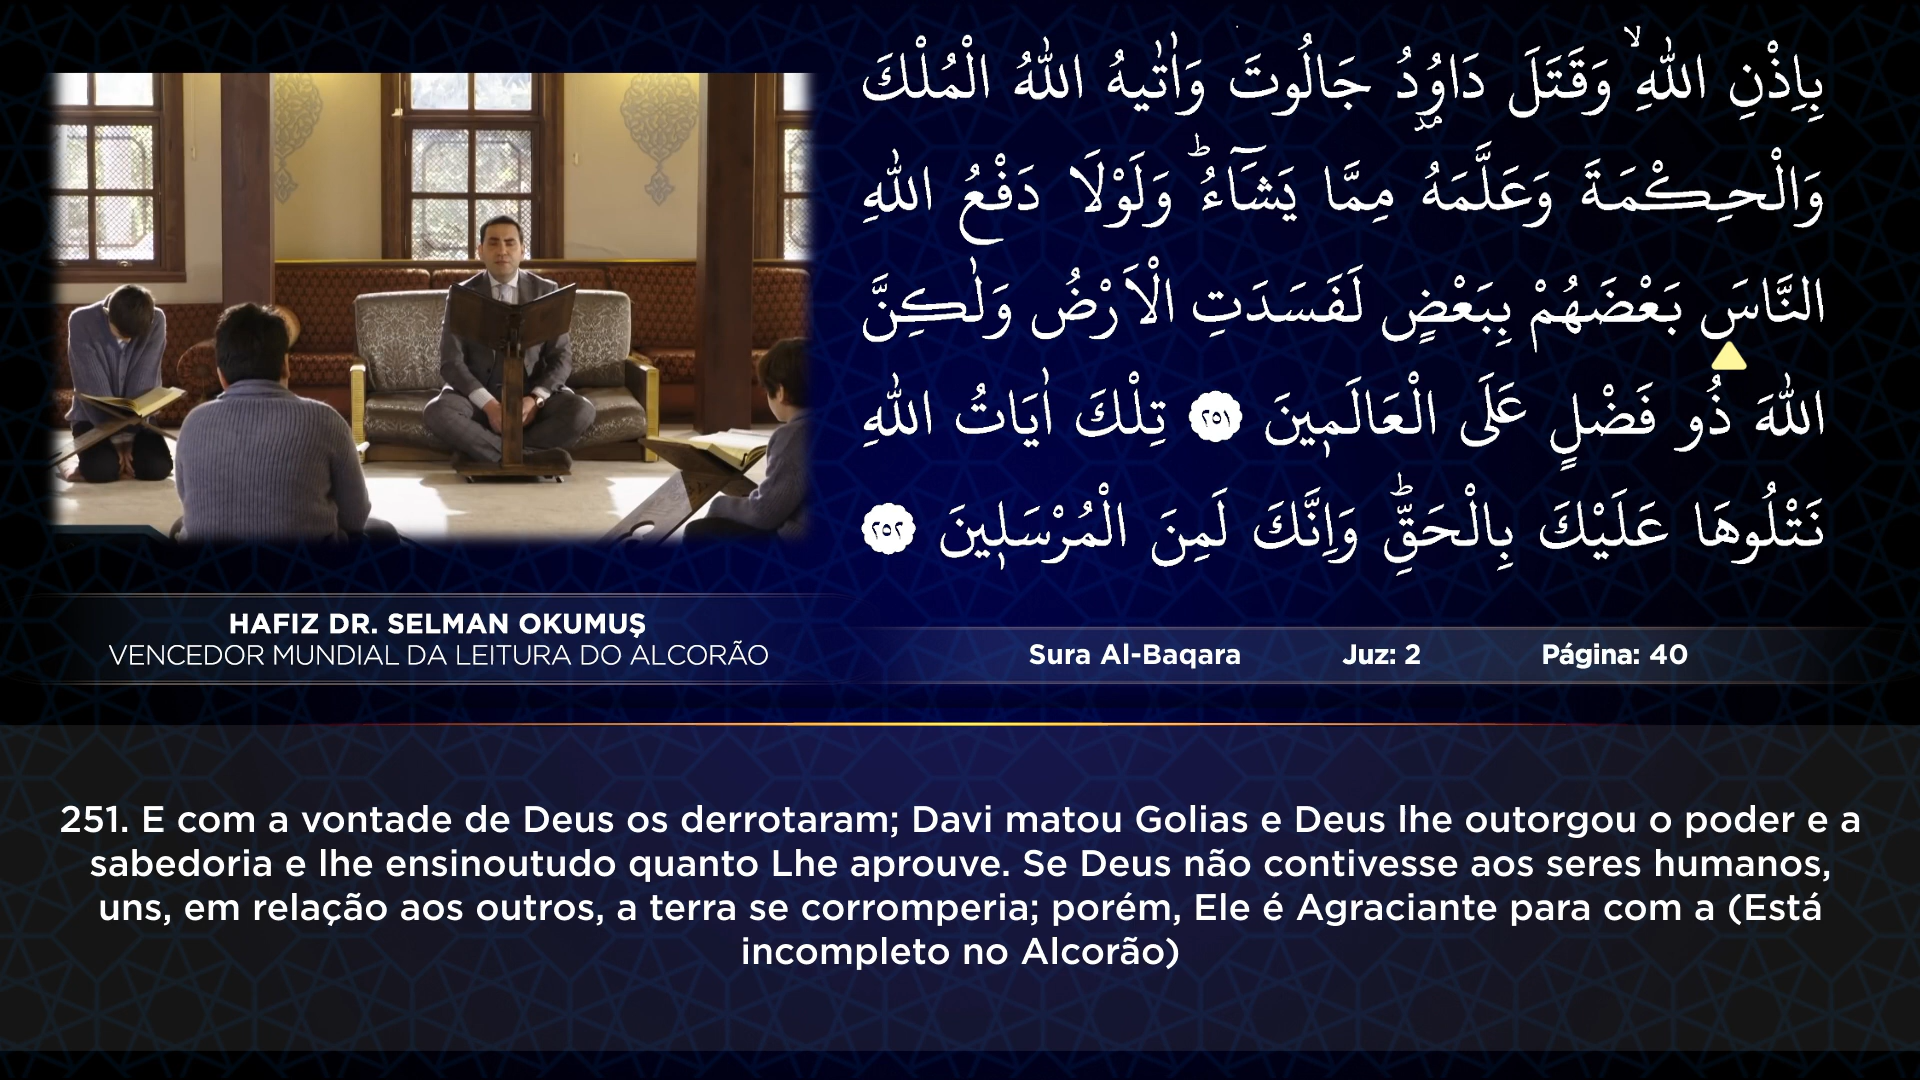 بِاِذْنِ اللّٰهِۙ وَقَتَلَ دَاوُ۫دُ جَالُوتَ وَاٰتٰيهُ اللّٰهُ الْمُلْكَ
وَالْحِكْمَةَ وَعَلَّمَهُ مِمَّا يَشَٓاءُۜ وَلَوْلَا دَفْعُ اللّٰهِ
النَّاسَ بَعْضَهُمْ بِبَعْضٍ لَفَسَدَتِ الْاَرْضُ وَلٰكِنَّ
اللّٰهَ ذُو فَضْلٍ عَلَى الْعَالَم۪ينَ ﴿٢٥١﴾ تِلْكَ اٰيَاتُ اللّٰهِ
نَتْلُوهَا عَلَيْكَ بِالْحَقِّۜ وَاِنَّكَ لَمِنَ الْمُرْسَل۪ينَ ﴿٢٥٢﴾
HAFIZ DR. SELMAN OKUMUŞ
VENCEDOR MUNDIAL DA LEITURA DO ALCORÃO
Sura Al-Baqara Juz: 2 Página: 40
251. E com a vontade de Deus os derrotaram; Davi matou Golias e Deus lhe outorgou o poder e a
sabedoria e lhe ensinoutudo quanto Lhe aprouve. Se Deus não contivesse aos seres humanos,
uns, em relação aos outros, a terra se corromperia; porém, Ele é Agraciante para com a (Está
incompleto no Alcorão)